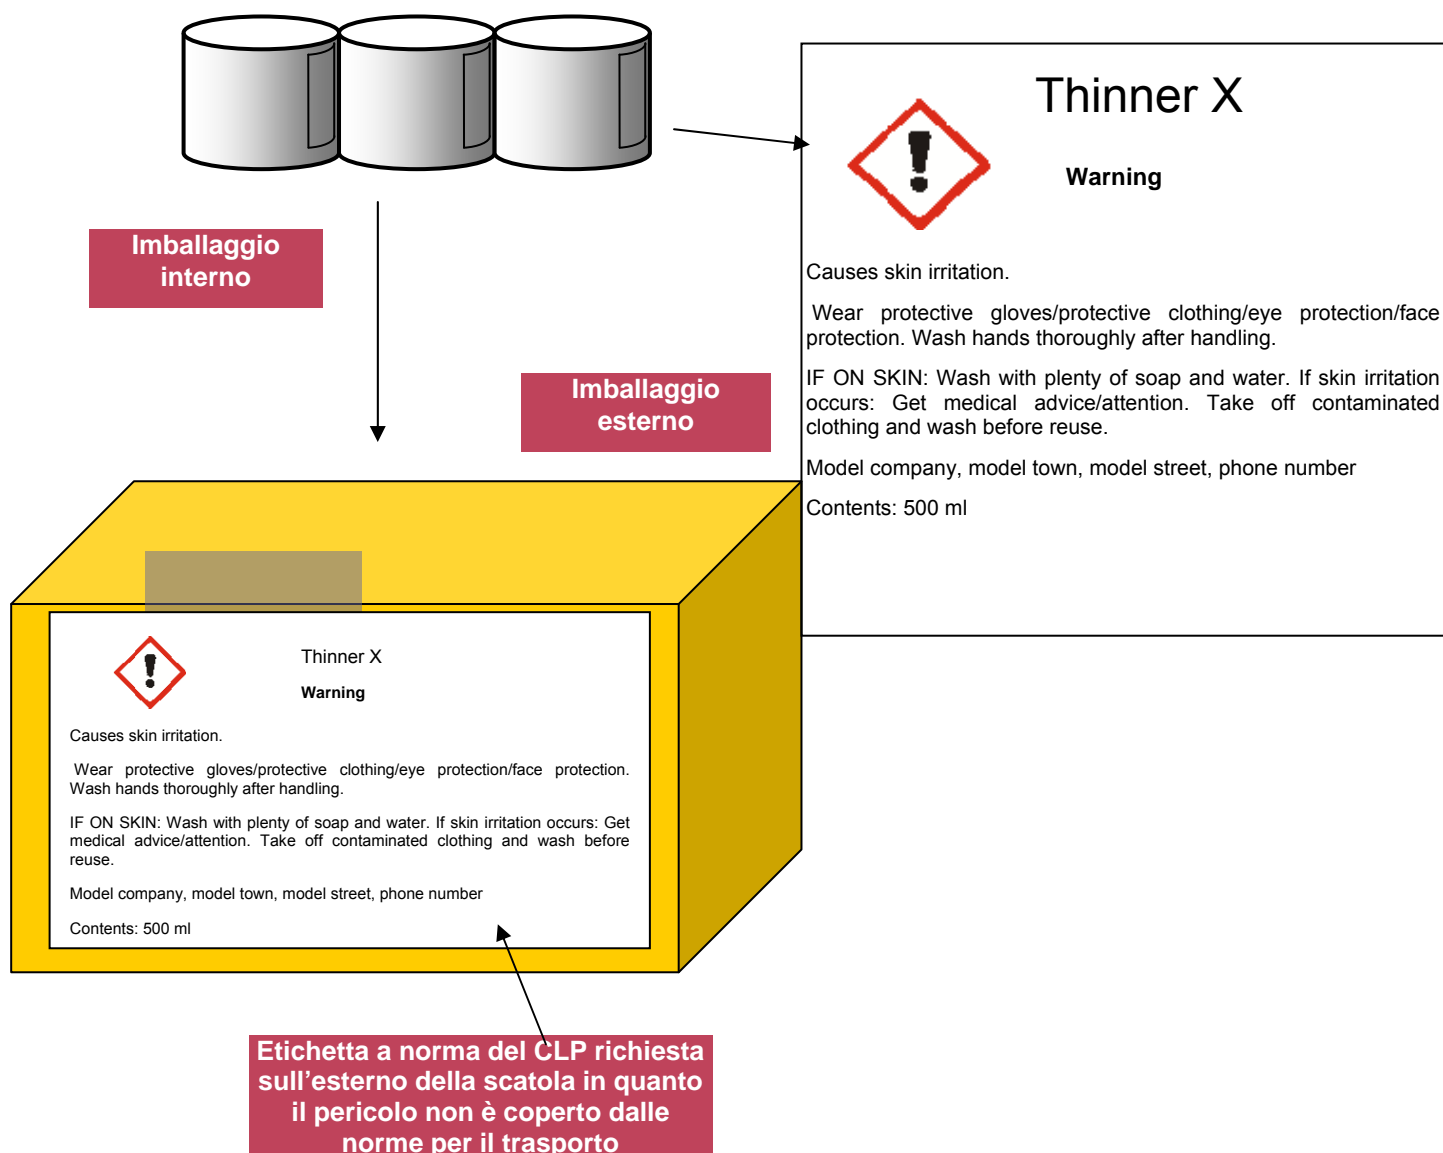 Thinner X
Warning
Causes skin irritation.
Wear protective gloves/protective clothing/eye protection/face
protection. Wash hands thoroughly after handling.
IF ON SKIN: Wash with plenty of soap and water. If skin irritation
occurs: Get medical advice/attention. Take off contaminated
clothing and wash before reuse.
Model company, model town, model street, phone number
Contents: 500 ml
Imballaggio
interno
Imballaggio
esterno
Thinner X
Warning
Causes skin irritation.
Wear protective gloves/protective clothing/eye protection/face protection.
Wash hands thoroughly after handling.
IF ON SKIN: Wash with plenty of soap and water. If skin irritation occurs: Get
medical advice/attention. Take off contaminated clothing and wash before
reuse.
Model company, model town, model street, phone number
Contents: 500 ml
Etichetta a norma del CLP richiesta
sull’esterno della scatola in quanto
il pericolo non è coperto dalle
norme per il trasporto